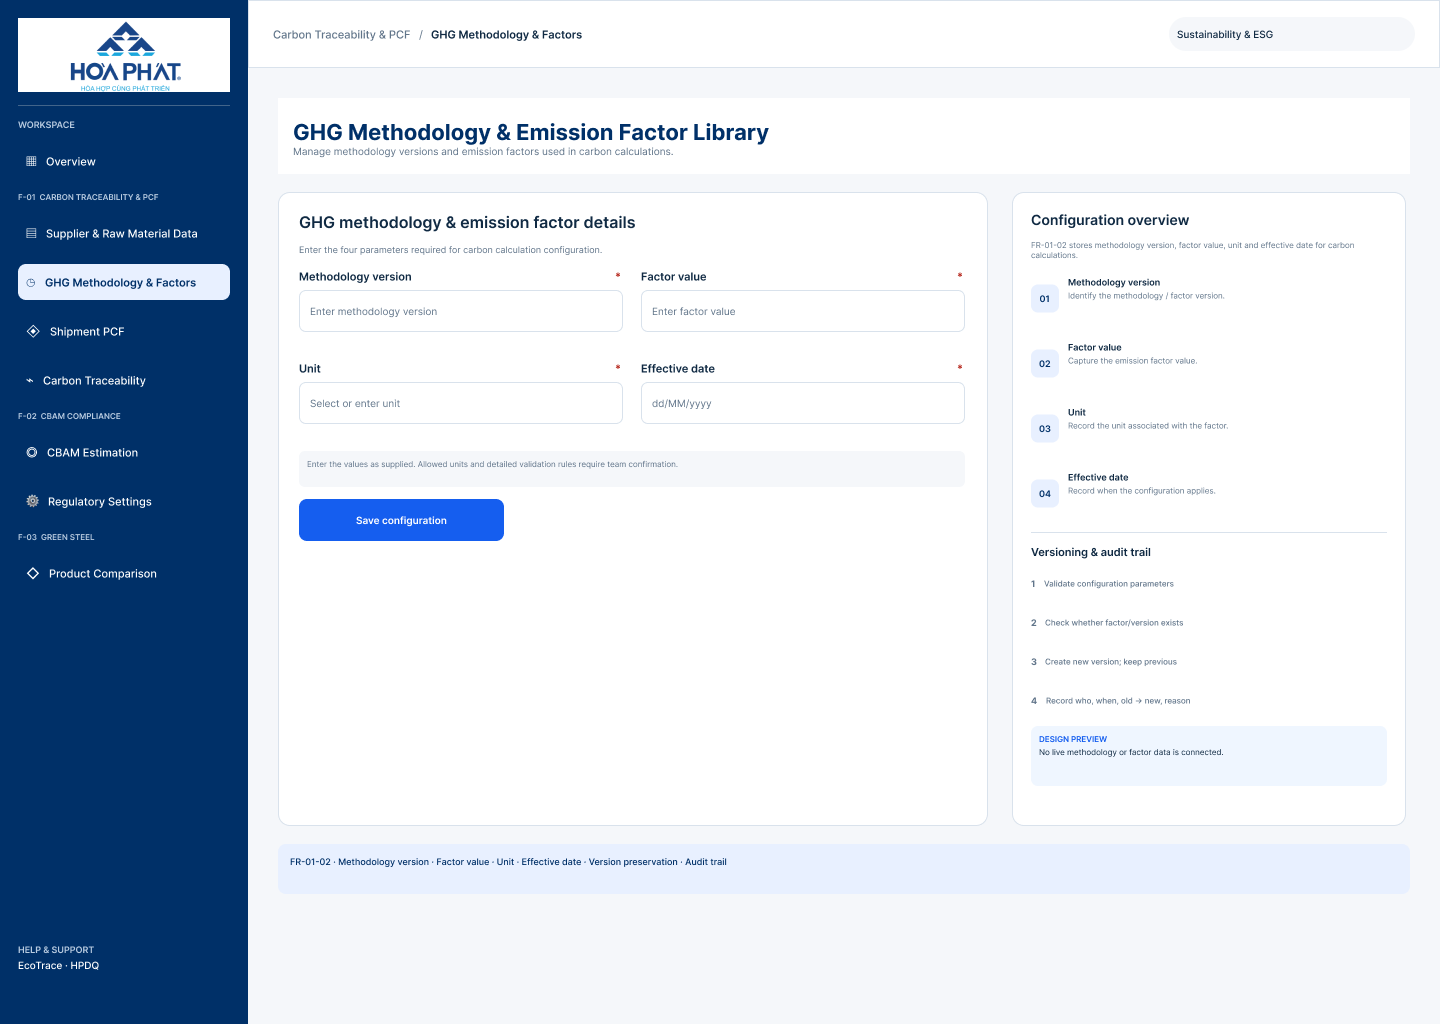 HÒA PHÁT
HÒA HỢP CÙNG PHÁT TRIỂN
WORKSPACE
Overview
F-01 CARBON TRACEABILITY & PCF
Supplier & Raw Material Data
GHG Methodology & Factors
Shipment PCF
Carbon Traceability
F-02 CBAM COMPLIANCE
CBAM Estimation
Regulatory Settings
F-03 GREEN STEEL
Product Comparison
HELP & SUPPORT
EcoTrace · HPDQ
Carbon Traceability & PCF / GHG Methodology & Factors
Sustainability & ESG
GHG Methodology & Emission Factor Library
Manage methodology versions and emission factors used in carbon calculations.
GHG methodology & emission factor details
Enter the four parameters required for carbon calculation configuration.
Methodology version *
Factor value *
Enter methodology version
Enter factor value
Unit *
Effective date *
Select or enter unit
dd/MM/yyyy
Enter the values as supplied. Allowed units and detailed validation rules require team confirmation.
Save configuration
Configuration overview
FR-01-02 stores methodology version, factor value, unit and effective date for carbon
calculations.
01
Methodology version
Identify the methodology / factor version.
02
Factor value
Capture the emission factor value.
03
Unit
Record the unit associated with the factor.
04
Effective date
Record when the configuration applies.
Versioning & audit trail
1 Validate configuration parameters
2 Check whether factor/version exists
3 Create new version; keep previous
4 Record who, when, old → new, reason
DESIGN PREVIEW
No live methodology or factor data is connected.
FR-01-02 · Methodology version · Factor value · Unit · Effective date · Version preservation · Audit trail